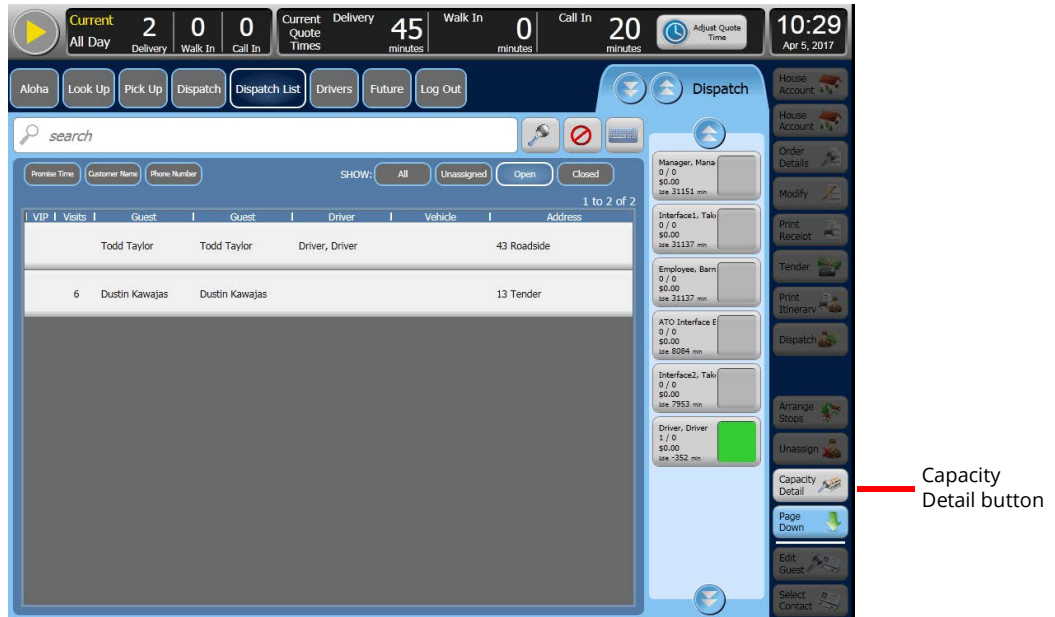 Current
All Day
2
Delivery
0
Walk In
0
Call In
Current
Quote
Times
Delivery
45
minutes
Walk In
0
minutes
Call In
20
minutes
Adjust Quote
Time
10:29
Apr 5, 2017
Aloha
Look Up
Pick Up
Dispatch
Dispatch List
Drivers
Future
Log Out
Dispatch
search
Promise Time
Customer Name
Phone Number
SHOW:
All
Unassigned
Open
Closed
1 to 2 of 2
VIP
Visits
Guest
Guest
Driver
Vehicle
Address
Todd Taylor
Todd Taylor
Driver, Driver
43 Roadside
6
Dustin Kawajas
Dustin Kawajas
13 Tender
Manager, Mana
0 / 0
$0.00
Idle 31151 min
Interface1, Tak
0 / 0
$0.00
Idle 31137 min
Employee, Barn
0 / 0
$0.00
Idle 31137 min
ATO Interface E
0 / 0
$0.00
Idle 8084 min
Interface2, Tak
0 / 0
$0.00
Idle 7953 min
Driver, Driver
1 / 0
$0.00
Idle -352 min
House
Account
House
Account
Order
Details
Modify
Print
Receipt
Tender
Print
Itinerary
Dispatch
Arrange
Stops
Unassign
Capacity
Detail
Page
Down
Edit
Guest
Select
Contact
Capacity
Detail button